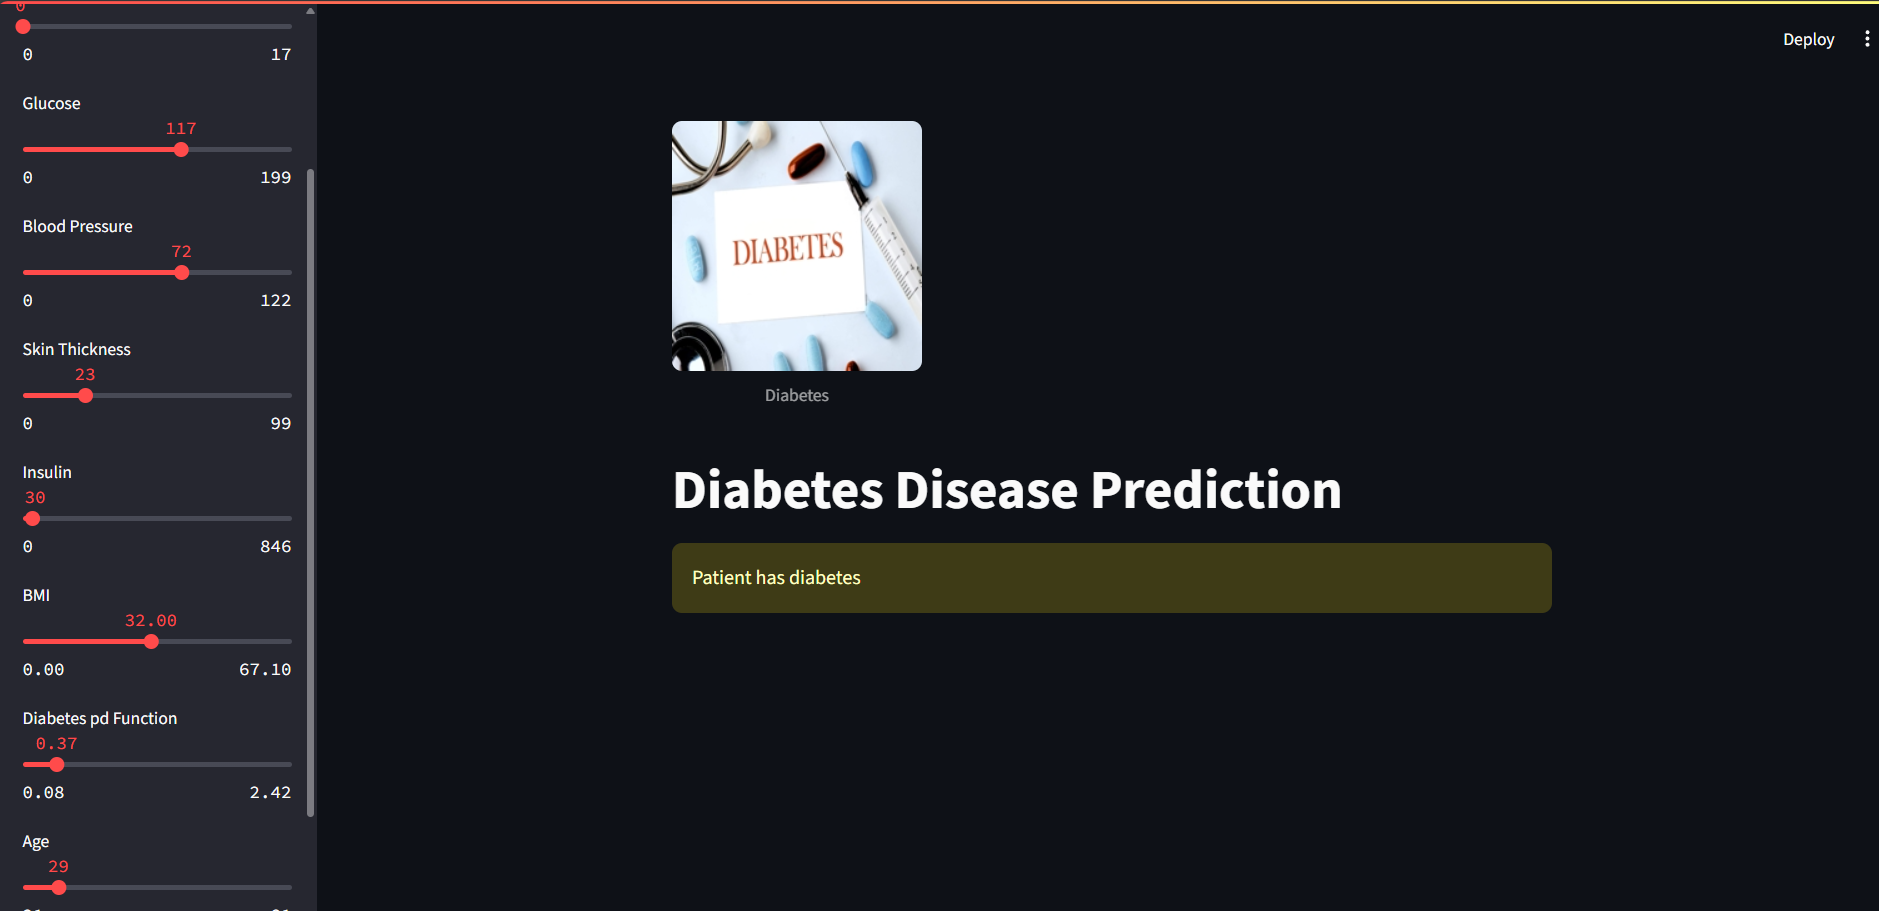 0
0 17
Glucose
117
0 199
Blood Pressure
72
0 122
Skin Thickness
23
0 99
Insulin
30
0 846
BMI
32.00
0.00 67.10
Diabetes pd Function
0.37
0.08 2.42
Age
29
Deploy
DIABETES
Diabetes
Diabetes Disease Prediction
Patient has diabetes